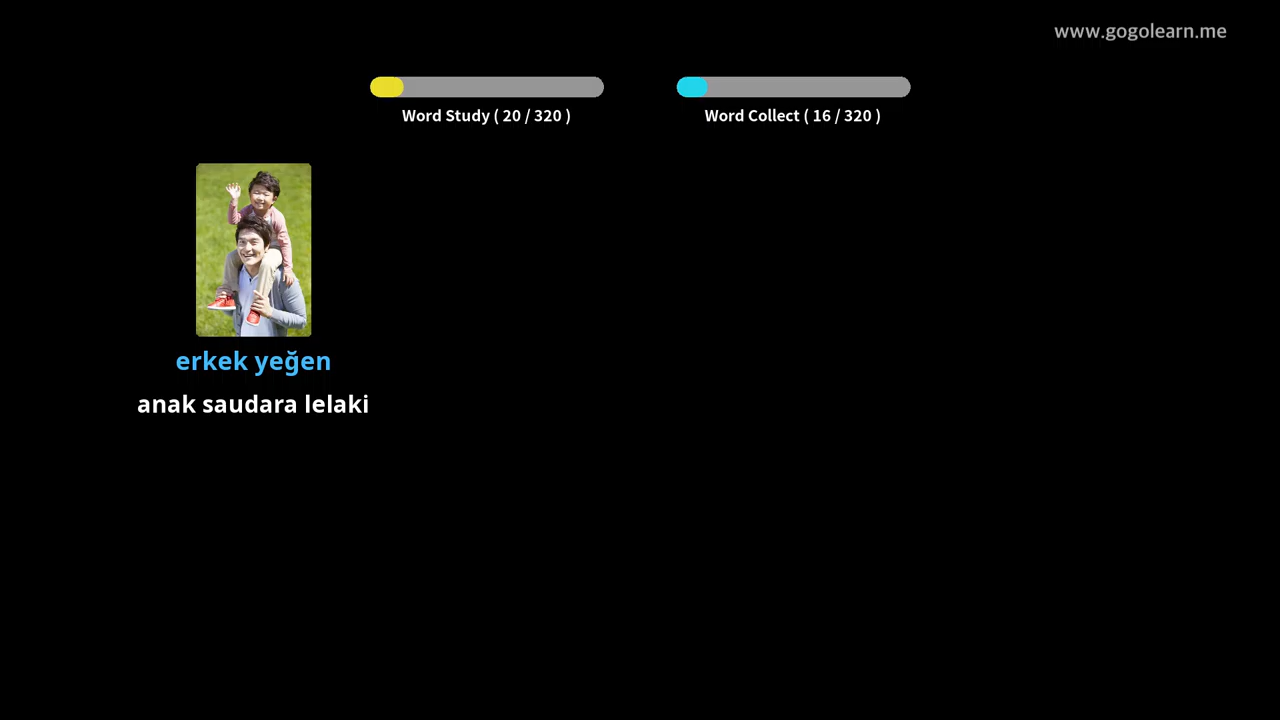 www.gogolearn.me
Word Study ( 20 / 320 )
Word Collect ( 16 / 320 )
erkek yeğen
anak saudara lelaki